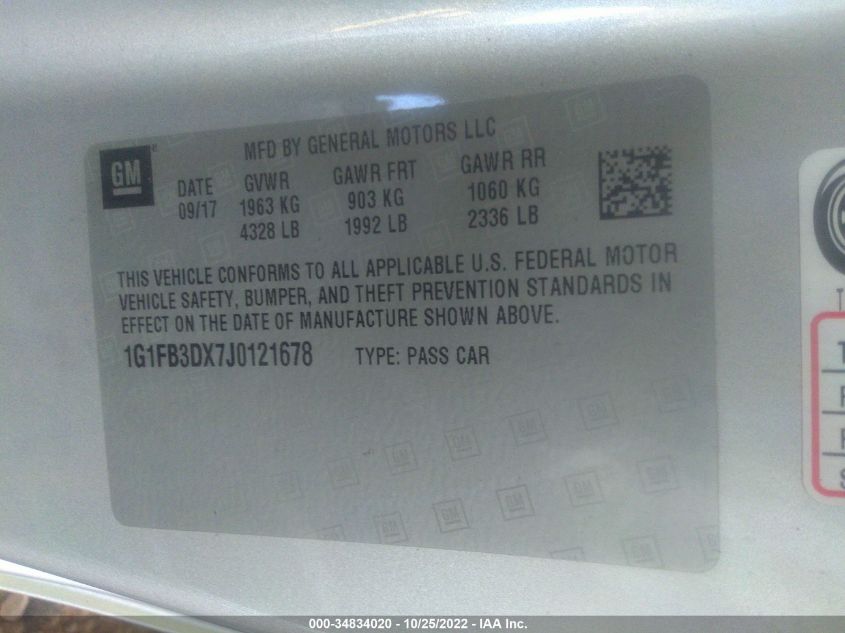 GM
MFD BY GENERAL MOTORS LLC
DATE GVWR GAWR FRT GAWR RR
09/17 1963 KG 903 KG 1060 KG
4328 LB 1992 LB 2336 LB
THIS VEHICLE CONFORMS TO ALL APPLICABLE U.S. FEDERAL MOTOR
VEHICLE SAFETY, BUMPER, AND THEFT PREVENTION STANDARDS IN
EFFECT ON THE DATE OF MANUFACTURE SHOWN ABOVE.
1G1FB3DX7J0121678 TYPE: PASS CAR
000-34834020 - 10/25/2022 - IAA Inc.